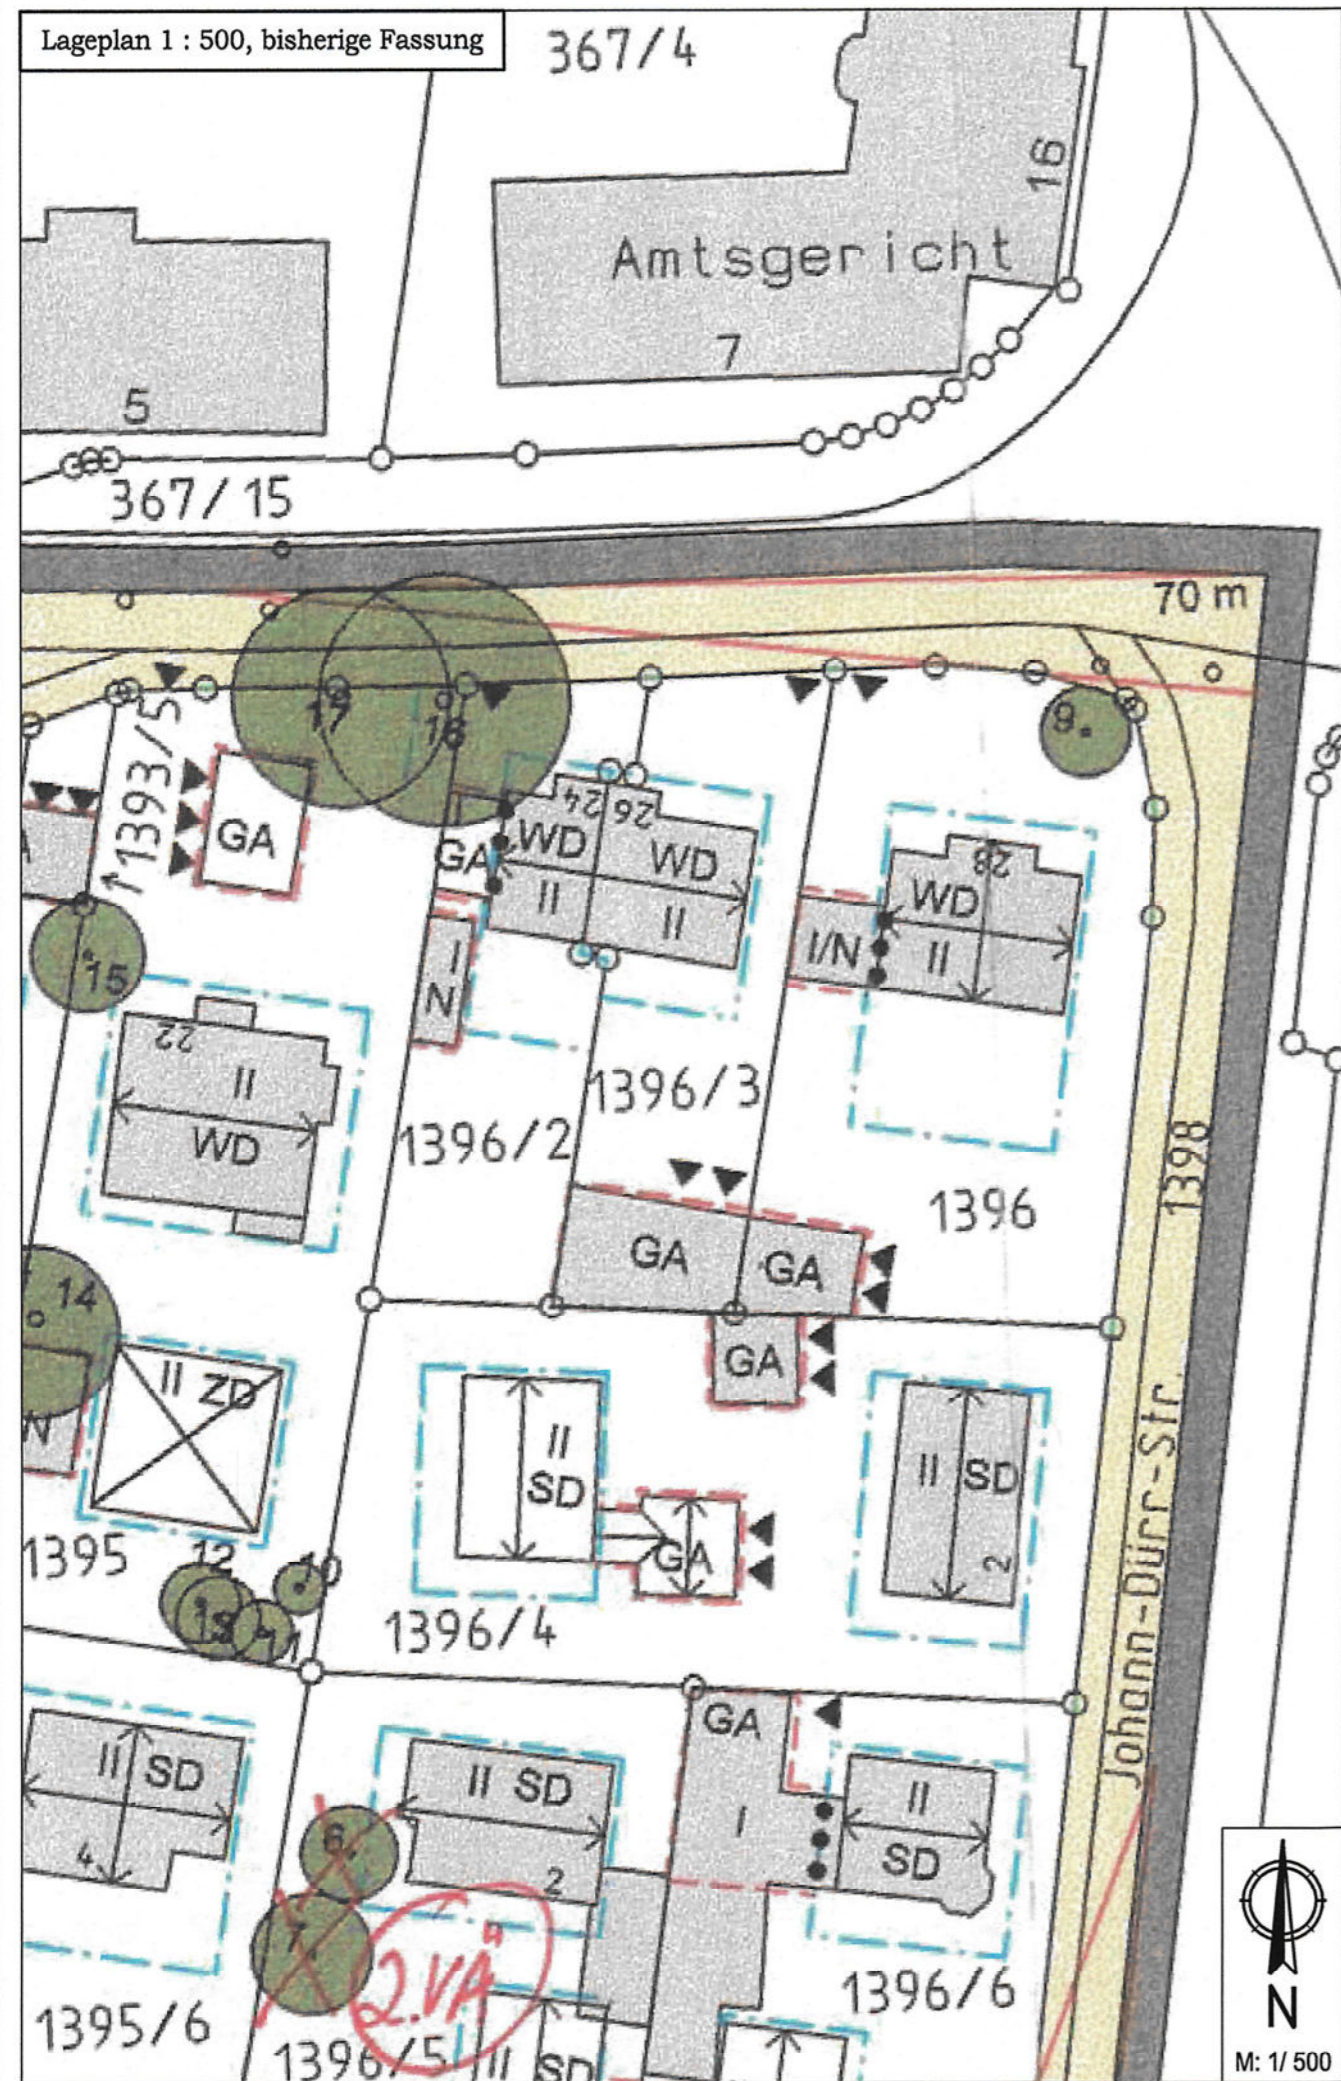 Lageplan 1 : 500, bisherige Fassung
367/4
16
Amtsgericht
7
5
367/15
70 m
17
16
9
1393/5
GA
GA
24
26
WD
WD
II
II
28
WD
I/N
II
15
I
N
22
II
WD
1396/3
1396/2
1396
1398
GA
GA
14
GA
II ZD
N
II
SD
GA
II SD
2
1395
12
10
13
11
1396/4
Johann-Dürr-Str.
GA
II SD
4
II SD
2
I
II
SD
6
7
2.VÄ
1396/6
1395/6
1396/5
II
SD
N
M: 1/ 500